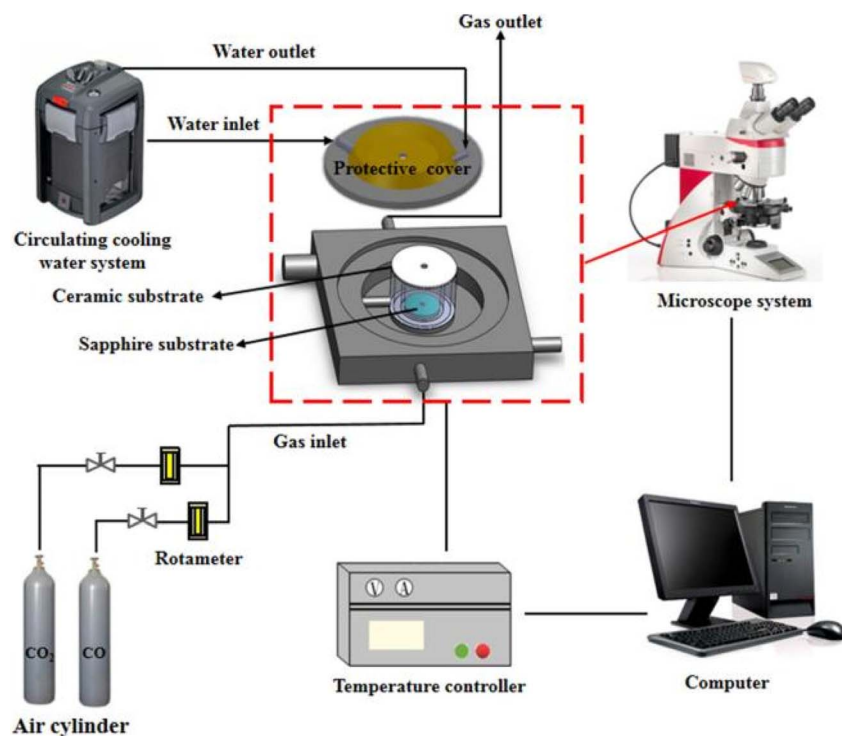 Gas outlet
Water outlet
Water inlet
Protective cover
Circulating cooling
water system
Ceramic substrate
Sapphire substrate
Microscope system
Gas inlet
Rotameter
V A
CO₂ CO
Temperature controller
Computer
Air cylinder